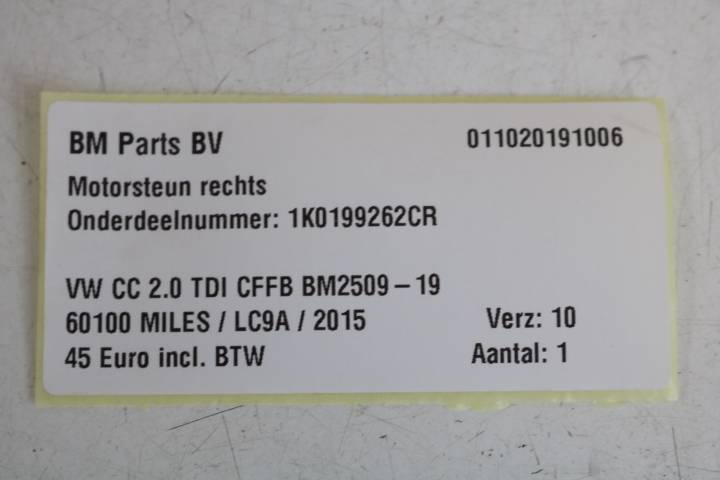 BM Parts BV 011020191006
Motorsteun rechts
Onderdeelnummer: 1K0199262CR
VW CC 2.0 TDI CFFB BM2509-19
60100 MILES / LC9A / 2015 Verz: 10
45 Euro incl. BTW Aantal: 1